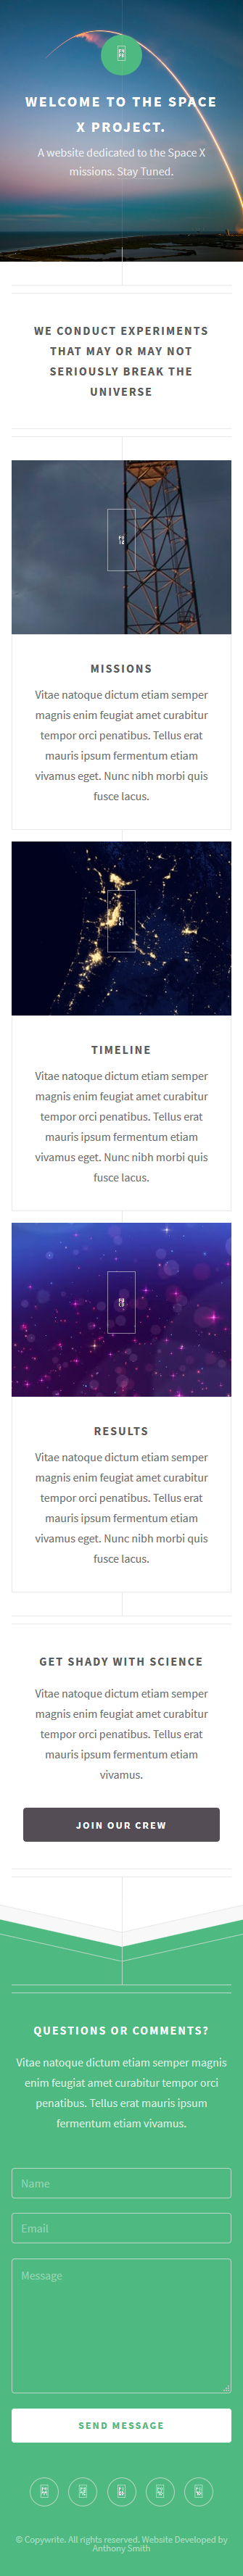 WELCOME TO THE SPACE
X PROJECT.
A website dedicated to the Space X
missions. Stay Tuned.
WE CONDUCT EXPERIMENTS
THAT MAY OR MAY NOT
SERIOUSLY BREAK THE
UNIVERSE
MISSIONS
Vitae natoque dictum etiam semper
magnis enim feugiat amet curabitur
tempor orci penatibus. Tellus erat
mauris ipsum fermentum etiam
vivamus eget. Nunc nibh morbi quis
fusce lacus.
TIMELINE
Vitae natoque dictum etiam semper
magnis enim feugiat amet curabitur
tempor orci penatibus. Tellus erat
mauris ipsum fermentum etiam
vivamus eget. Nunc nibh morbi quis
fusce lacus.
RESULTS
Vitae natoque dictum etiam semper
magnis enim feugiat amet curabitur
tempor orci penatibus. Tellus erat
mauris ipsum fermentum etiam
vivamus eget. Nunc nibh morbi quis
fusce lacus.
GET SHADY WITH SCIENCE
Vitae natoque dictum etiam semper
magnis enim feugiat amet curabitur
tempor orci penatibus. Tellus erat
mauris ipsum fermentum etiam
vivamus.
JOIN OUR CREW
QUESTIONS OR COMMENTS?
Vitae natoque dictum etiam semper magnis
enim feugiat amet curabitur tempor orci
penatibus. Tellus erat mauris ipsum
fermentum etiam vivamus.
Name
Email
Message
SEND MESSAGE
© Copywrite. All rights reserved. Website Developed by
Anthony Smith